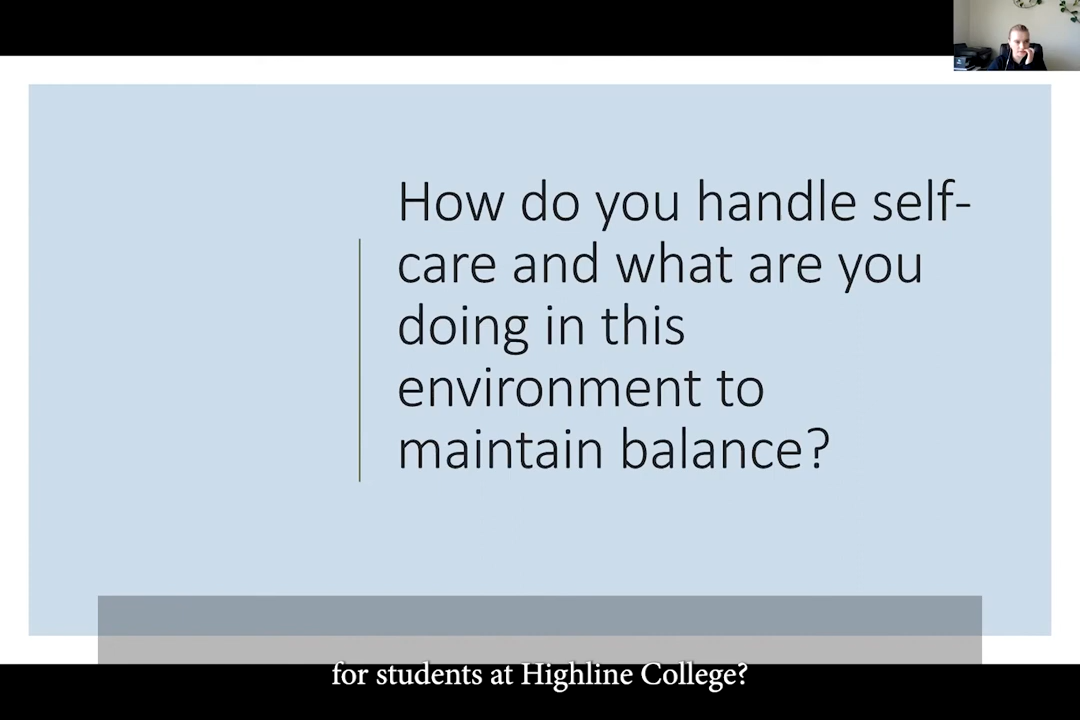 How do you handle self-
care and what are you
doing in this
environment to
maintain balance?
for students at Highline College?